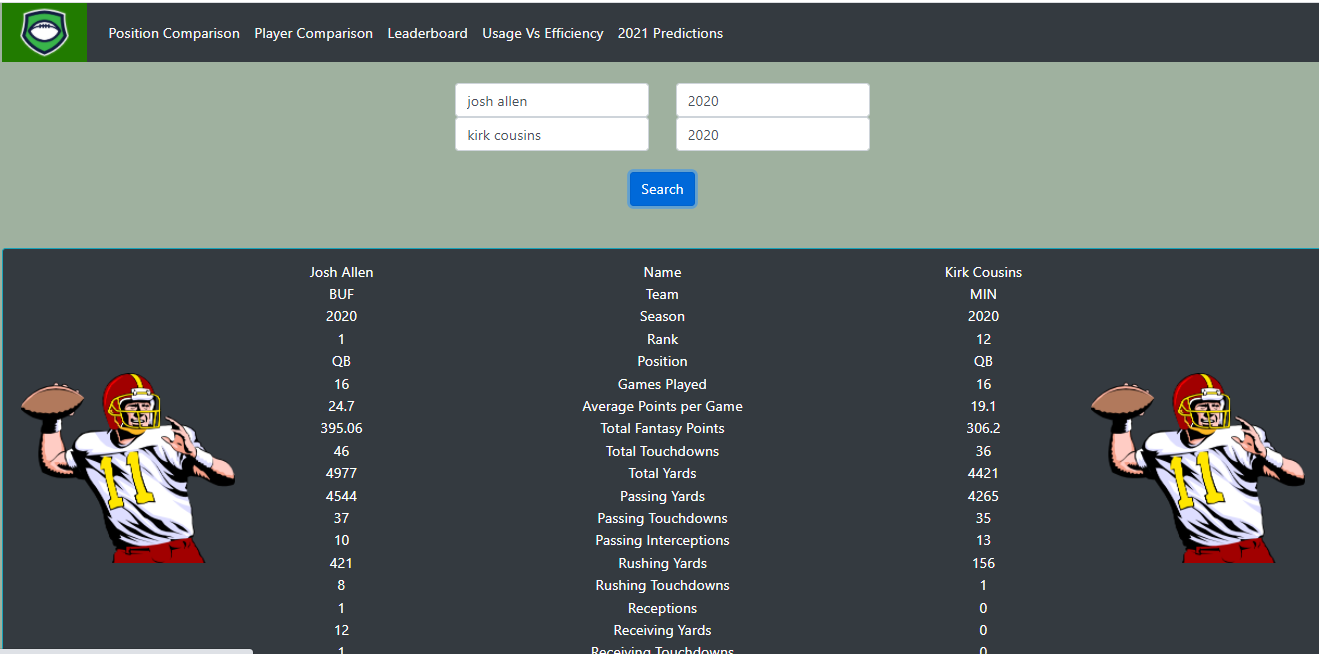 Position Comparison Player Comparison Leaderboard Usage Vs Efficiency 2021 Predictions
josh allen 2020
kirk cousins 2020
Search
Josh Allen Name Kirk Cousins
BUF Team MIN
2020 Season 2020
1 Rank 12
QB Position QB
16 Games Played 16
24.7 Average Points per Game 19.1
395.06 Total Fantasy Points 306.2
46 Total Touchdowns 36
4977 Total Yards 4421
4544 Passing Yards 4265
37 Passing Touchdowns 35
10 Passing Interceptions 13
421 Rushing Yards 156
8 Rushing Touchdowns 1
1 Receptions 0
12 Receiving Yards 0
1 Receiving Touchdowns 0
11
11